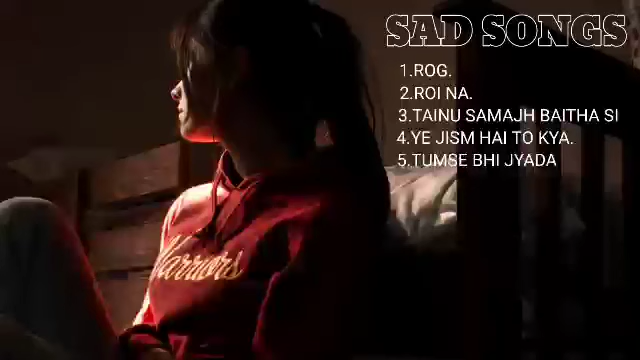 SAD SONGS
1.ROG.
2.ROI NA.
3.TAINU SAMAJH BAITHA SI
4.YE JISM HAI TO KYA.
5.TUMSE BHI JYADA
Warriors